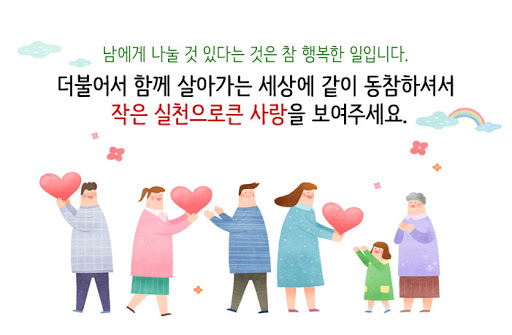 남에게 나눌 것 있다는 것은 참 행복한 일입니다.
더불어서 함께 살아가는 세상에 같이 동참하셔서
작은 실천으로큰 사랑을 보여주세요.